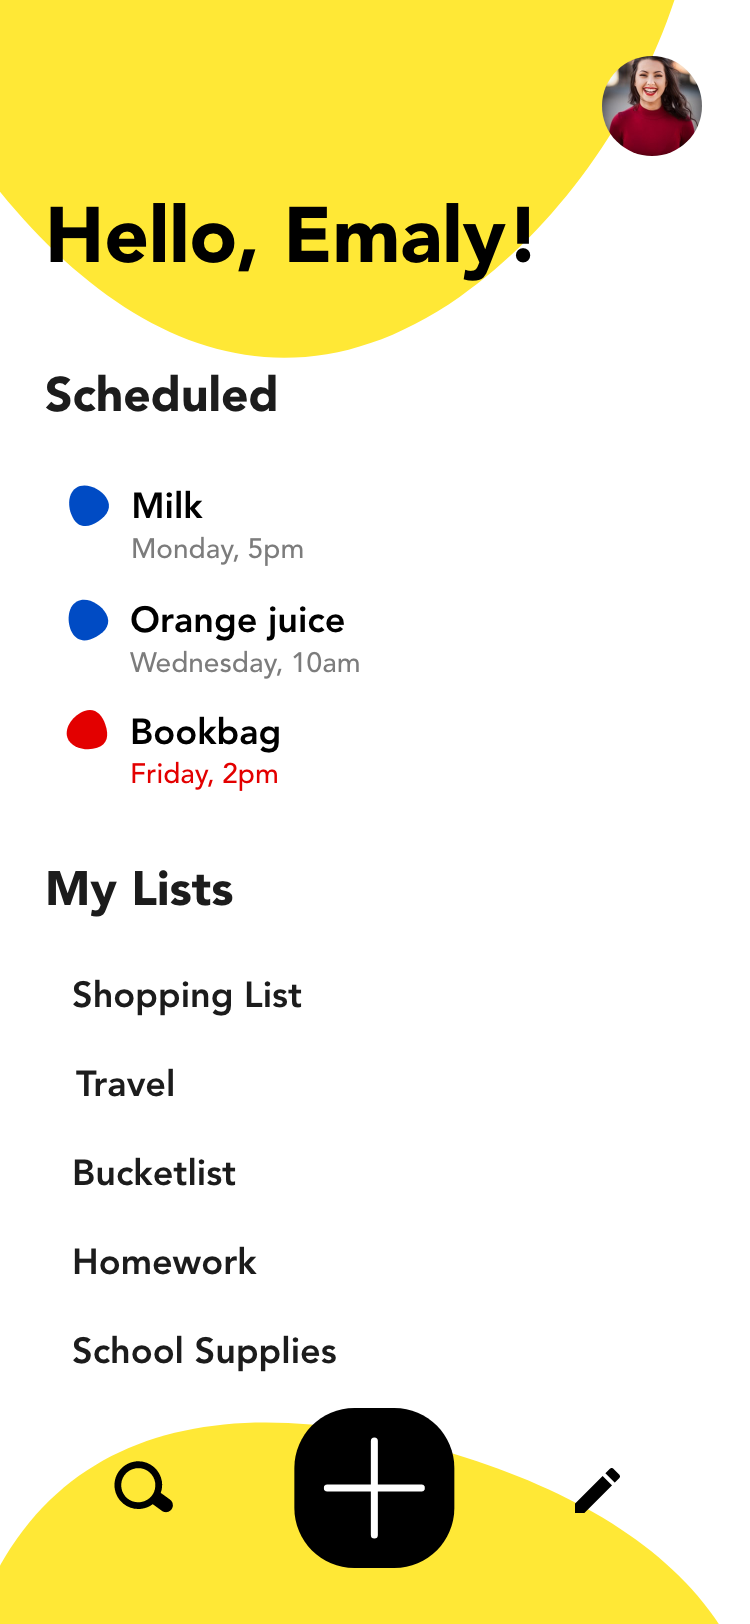 Hello, Emaly!
Scheduled
Milk
Monday, 5pm
Orange juice
Wednesday, 10am
Bookbag
Friday, 2pm
My Lists
Shopping List
Travel
Bucketlist
Homework
School Supplies